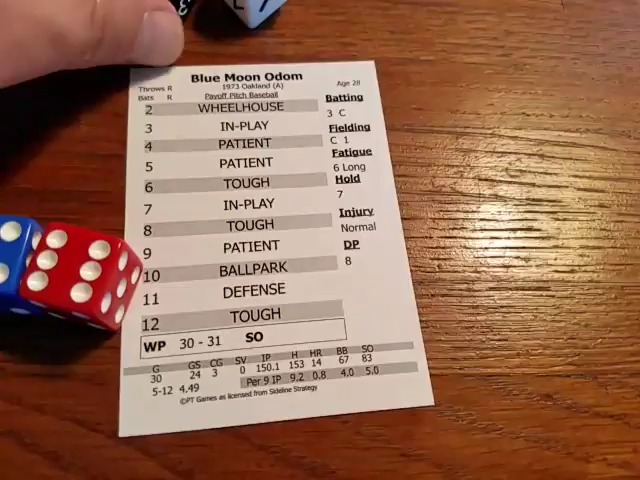 Blue Moon Odom
1973 Oakland (A)
Age 28
Throws R
Bats R
Payoff Pitch Baseball
2 WHEELHOUSE
3 IN-PLAY
4 PATIENT
5 PATIENT
6 TOUGH
7 IN-PLAY
8 TOUGH
9 PATIENT
10 BALLPARK
11 DEFENSE
12 TOUGH
Batting
3 C
Fielding
C 1
Fatigue
6 Long
Hold
7
Injury
Normal
DP
8
WP 30 - 31 SO
G GS CG SV IP H HR BB SO
30 24 3 0 150.1 153 14 67 83
5-12 4.49 Per 9 IP 9.2 0.8 4.0 5.0
©PT Games as licensed from Sideline Strategy